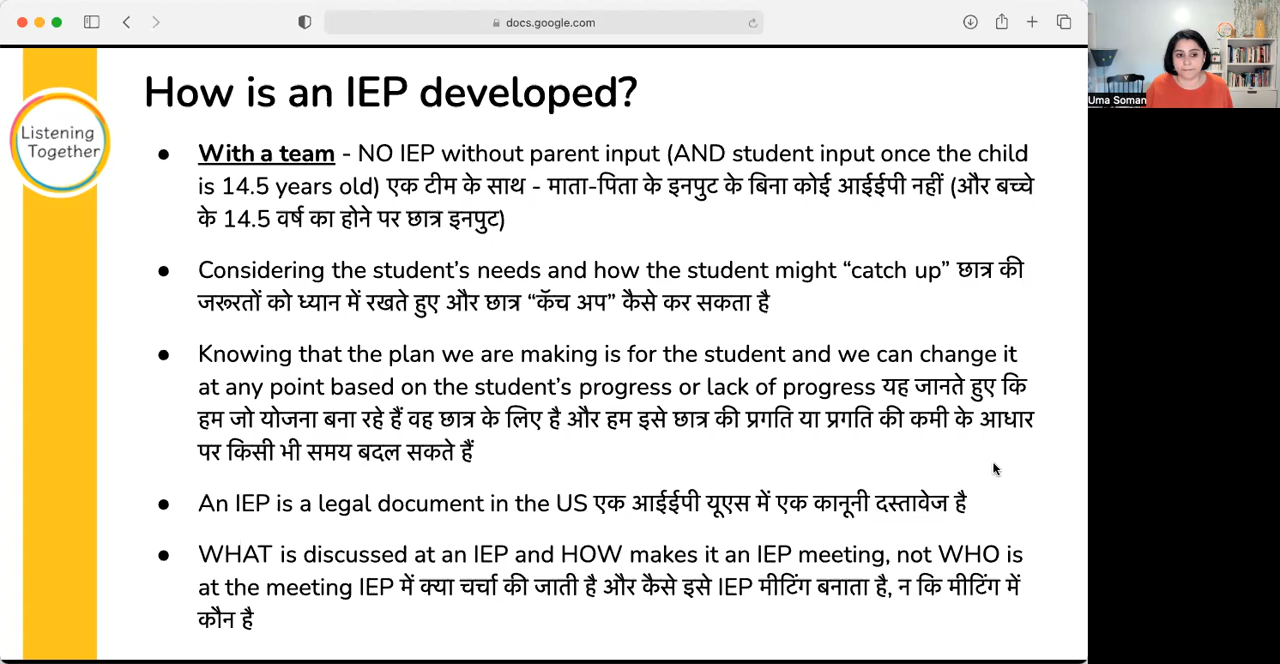 docs.google.com
Uma Soman
Listening
Together
How is an IEP developed?
● With a team - NO IEP without parent input (AND student input once the child
is 14.5 years old) एक टीम के साथ - माता-पिता के इनपुट के बिना कोई आईईपी नहीं (और बच्चे
के 14.5 वर्ष का होने पर छात्र इनपुट)
● Considering the student’s needs and how the student might “catch up” छात्र की
जरूरतों को ध्यान में रखते हुए और छात्र “कॅच अप” कैसे कर सकता है
● Knowing that the plan we are making is for the student and we can change it
at any point based on the student’s progress or lack of progress यह जानते हुए कि
हम जो योजना बना रहे हैं वह छात्र के लिए है और हम इसे छात्र की प्रगति या प्रगति की कमी के आधार
पर किसी भी समय बदल सकते हैं
● An IEP is a legal document in the US एक आईईपी यूएस में एक कानूनी दस्तावेज है
● WHAT is discussed at an IEP and HOW makes it an IEP meeting, not WHO is
at the meeting IEP में क्या चर्चा की जाती है और कैसे इसे IEP मीटिंग बनाता है, न कि मीटिंग में
कौन है